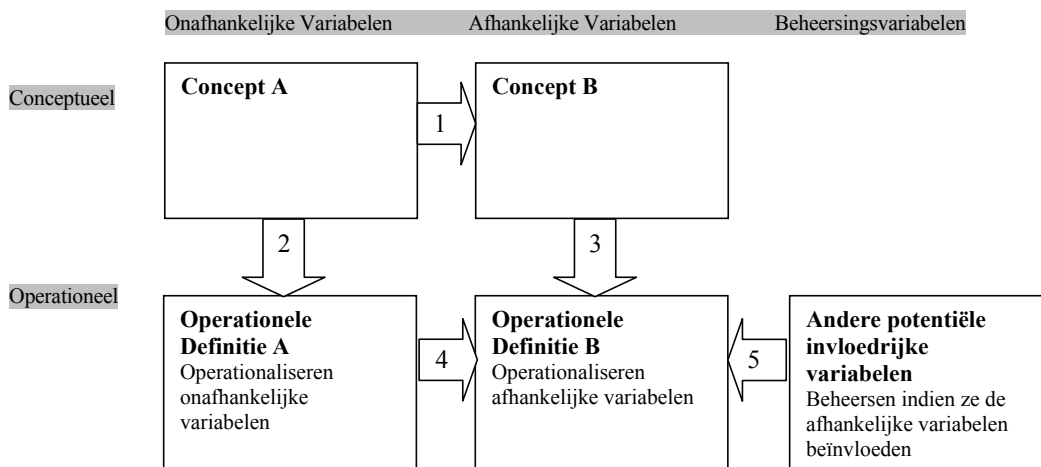 Onafhankelijke Variabelen
Afhankelijke Variabelen
Beheersingsvariabelen
Conceptueel
Concept A
1
Concept B
2
3
Operationeel
Operationele
Definitie A
Operationaliseren
onafhankelijke
variabelen
4
Operationele
Definitie B
Operationaliseren
afhankelijke variabelen
5
Andere potentiële
invloedrijke
variabelen
Beheersen indien ze de
afhankelijke variabelen
beïnvloeden